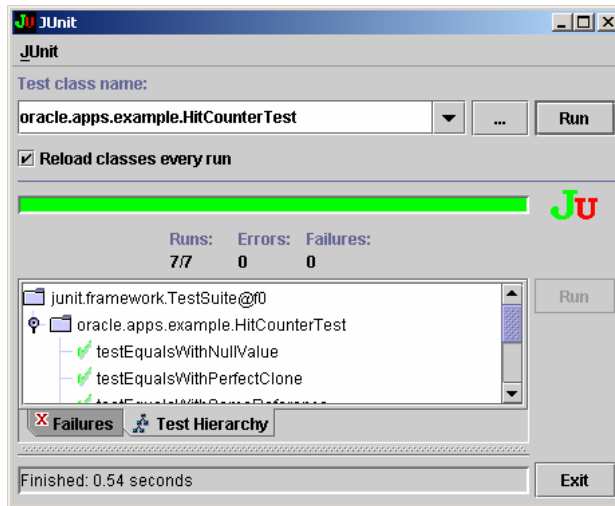 JU JUnit
JUnit
Test class name:
oracle.apps.example.HitCounterTest ... Run
Reload classes every run
JU
Runs: Errors: Failures:
7/7 0 0
junit.framework.TestSuite@f0 Run
oracle.apps.example.HitCounterTest
testEqualsWithNullValue
testEqualsWithPerfectClone
testEqualsWithSameReference
Failures Test Hierarchy
Finished: 0.54 seconds Exit